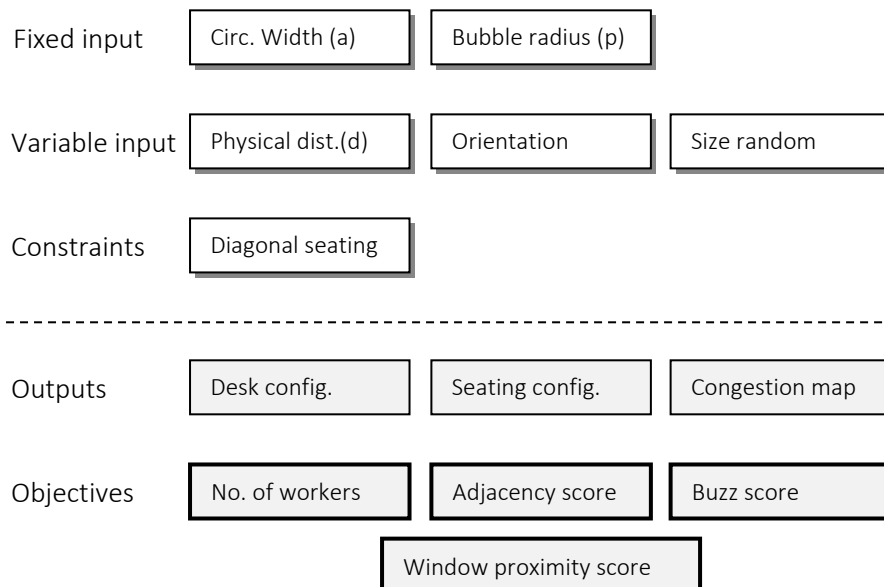 Fixed input
Circ. Width (a)
Bubble radius (p)
Variable input
Physical dist.(d)
Orientation
Size random
Constraints
Diagonal seating
Outputs
Desk config.
Seating config.
Congestion map
Objectives
No. of workers
Adjacency score
Buzz score
Window proximity score